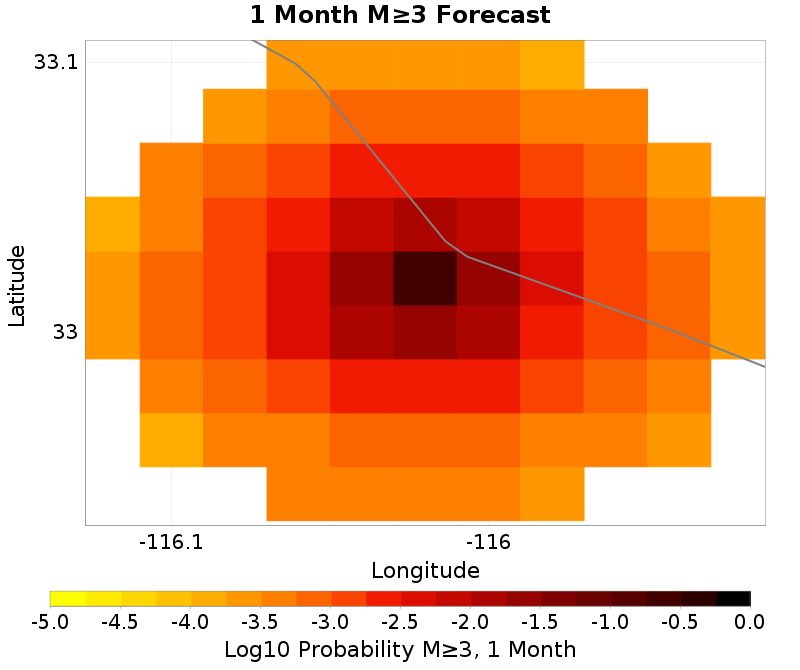 1 Month M≥3 Forecast
33.1
33
Latitude
-116.1 -116
Longitude
-5.0 -4.5 -4.0 -3.5 -3.0 -2.5 -2.0 -1.5 -1.0 -0.5 0.0
Log10 Probability M≥3, 1 Month